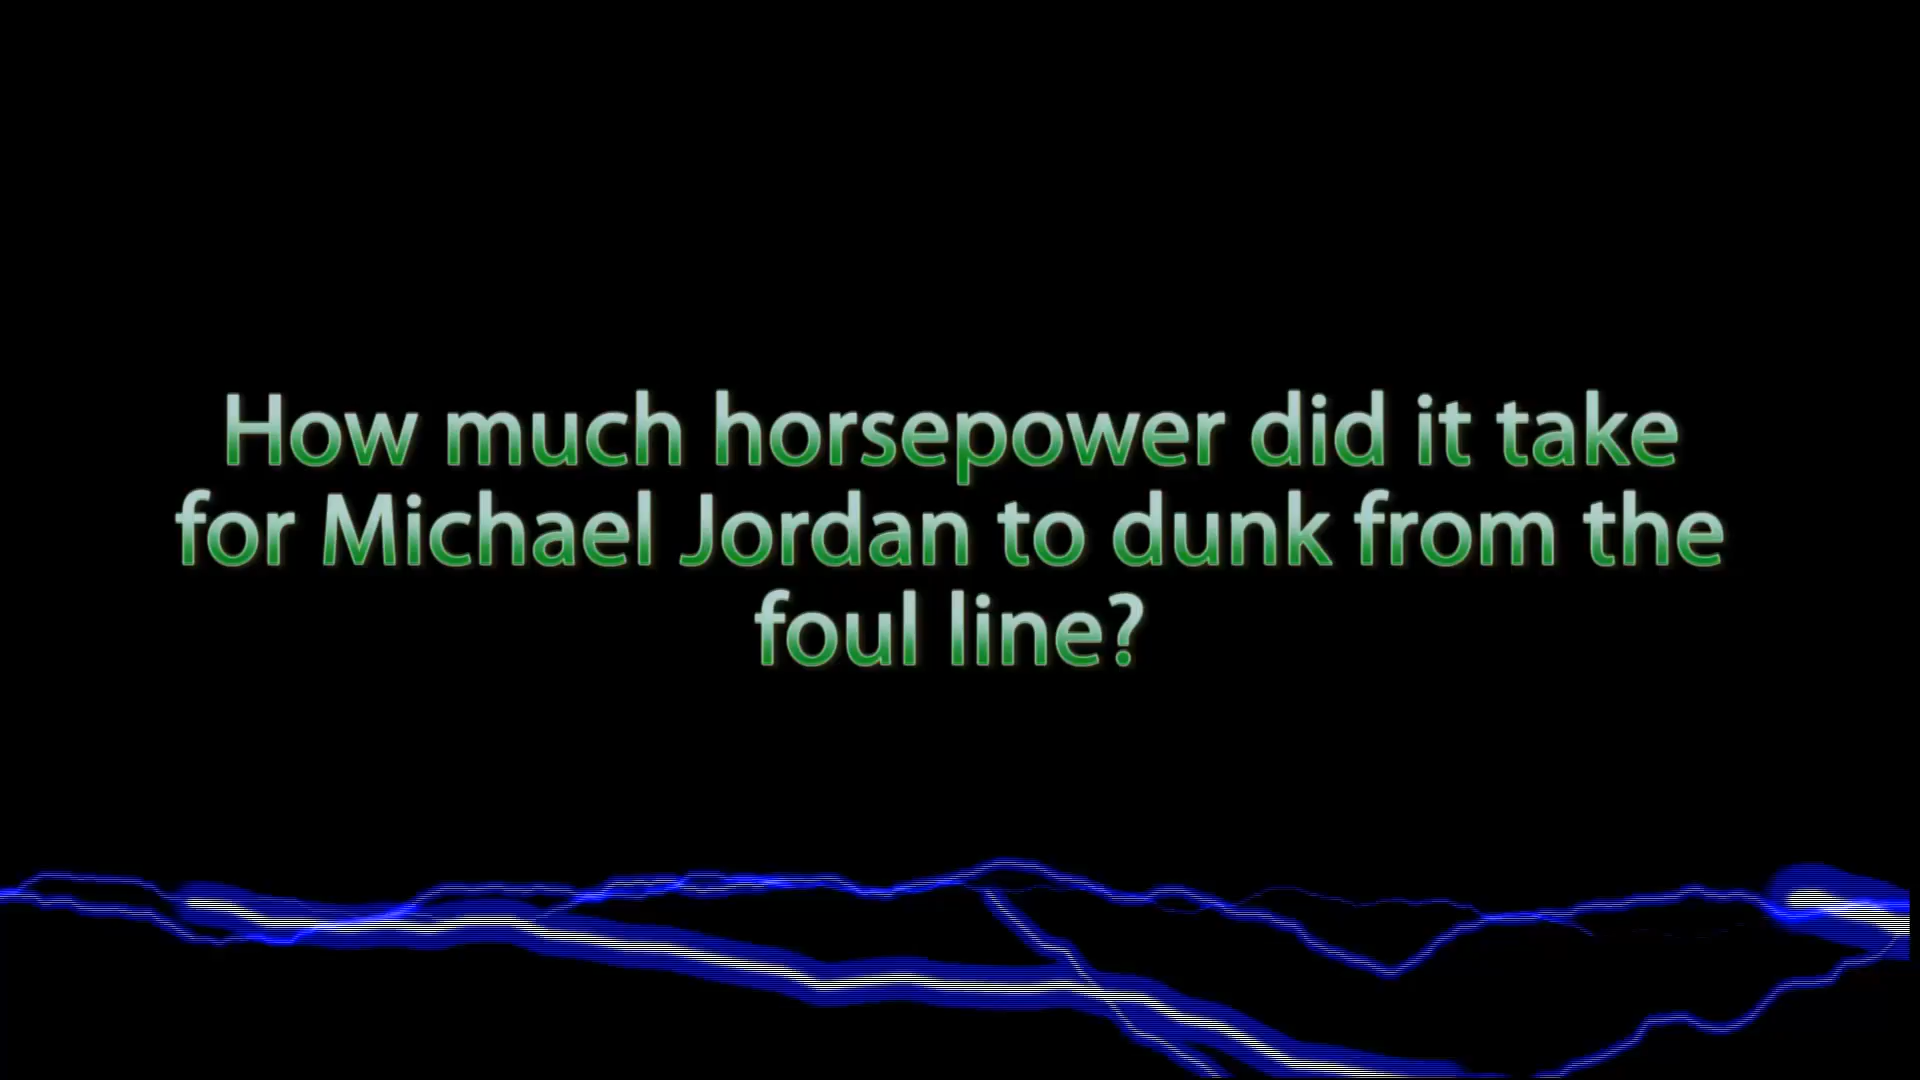 How much horsepower did it take
for Michael Jordan to dunk from the
foul line?